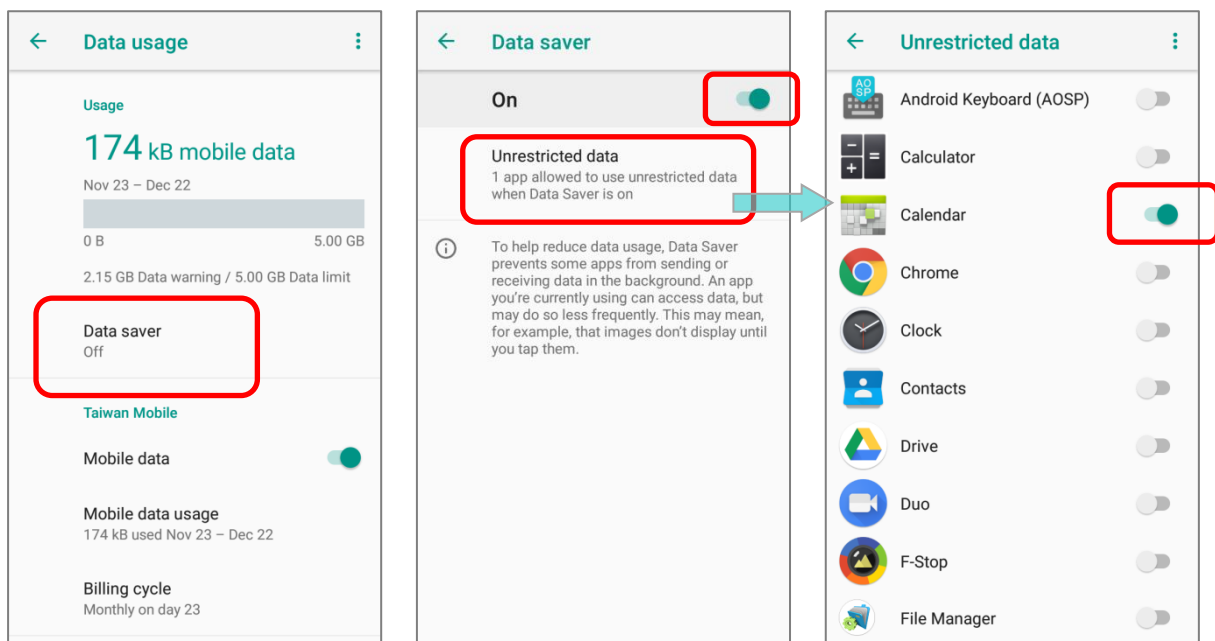 Data usage
Usage
174 kB mobile data
Nov 23 – Dec 22
0 B 5.00 GB
2.15 GB Data warning / 5.00 GB Data limit
Data saver
Off
Taiwan Mobile
Mobile data
Mobile data usage
174 kB used Nov 23 – Dec 22
Billing cycle
Monthly on day 23
Data saver
On
Unrestricted data
1 app allowed to use unrestricted data
when Data Saver is on
To help reduce data usage, Data Saver
prevents some apps from sending or
receiving data in the background. An app
you're currently using can access data, but
may do so less frequently. This may mean,
for example, that images don't display until
you tap them.
Unrestricted data
AO
SP
Android Keyboard (AOSP)
Calculator
Calendar
Chrome
Clock
Contacts
Drive
Duo
F-Stop
File Manager